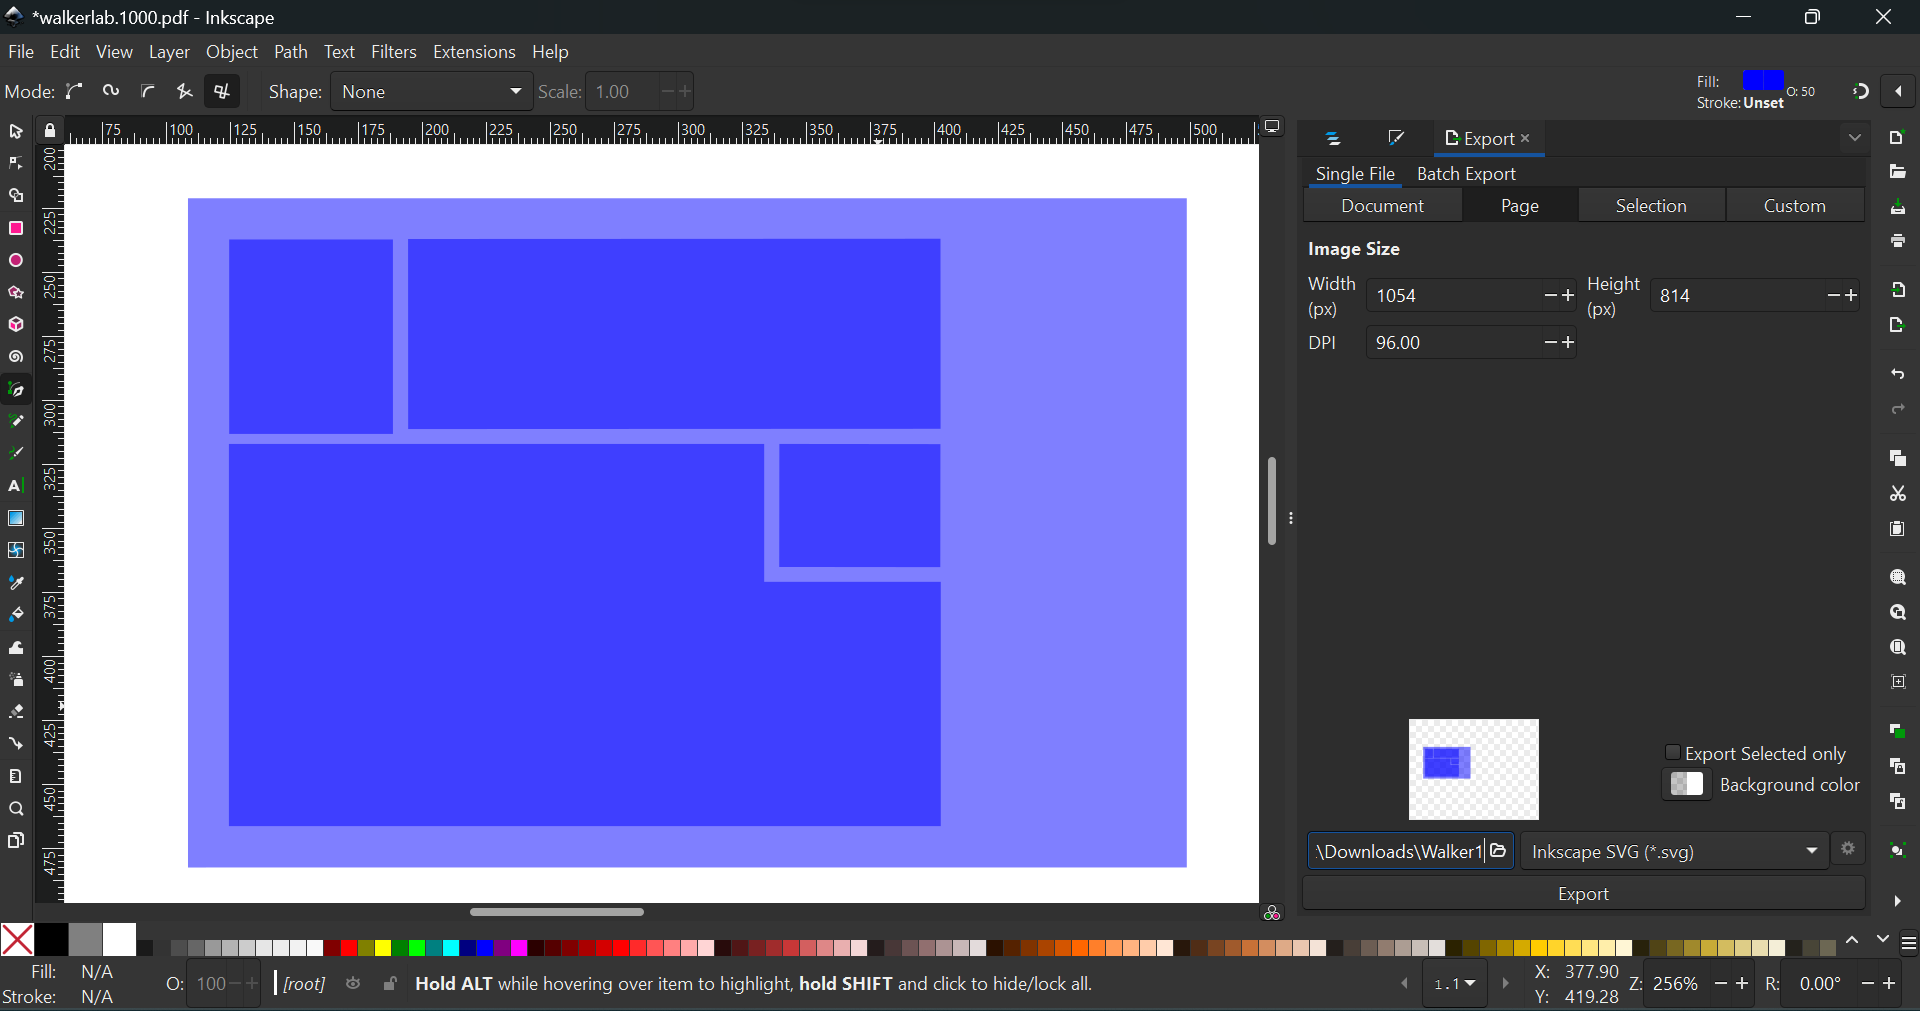 *walkerlab.1000.pdf - Inkscape
File Edit View Layer Object Path Text Filters Extensions Help
Mode: Shape: None Scale: 1.00
Fill: O: 50
Stroke: Unset
75 100 125 150 175 200 225 250 275 300 325 350 375 400 425 450 475 500
200
225
250
275
300
325
350
375
400
425
450
475
Export
Single File Batch Export
Document Page Selection Custom
Image Size
Width (px) 1054 Height (px) 814
DPI 96.00
Export Selected only
Background color
:\Downloads\Walker1 Inkscape SVG (*.svg)
Export
Fill: N/A
Stroke: N/A
O: 100
[root] Hold ALT while hovering over item to highlight, hold SHIFT and click to hide/lock all.
1.1
X: 377.90
Y: 419.28
Z: 256% R: 0.00°